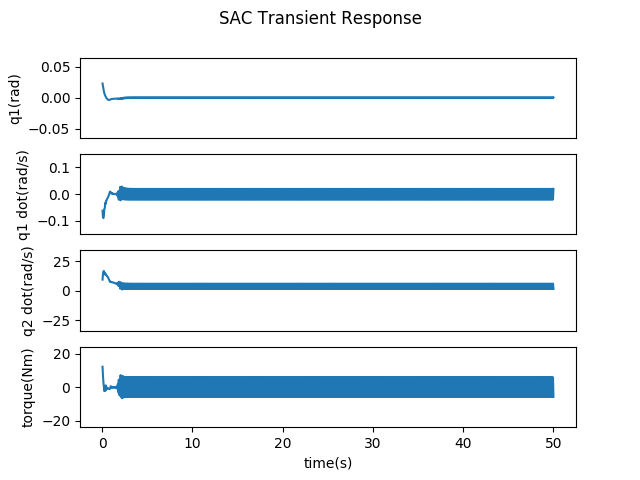 SAC Transient Response
q1(rad)
0.05
0.00
−0.05
q1 dot(rad/s)
0.1
0.0
−0.1
q2 dot(rad/s)
25
0
−25
torque(Nm)
20
0
−20
0 10 20 30 40 50
time(s)